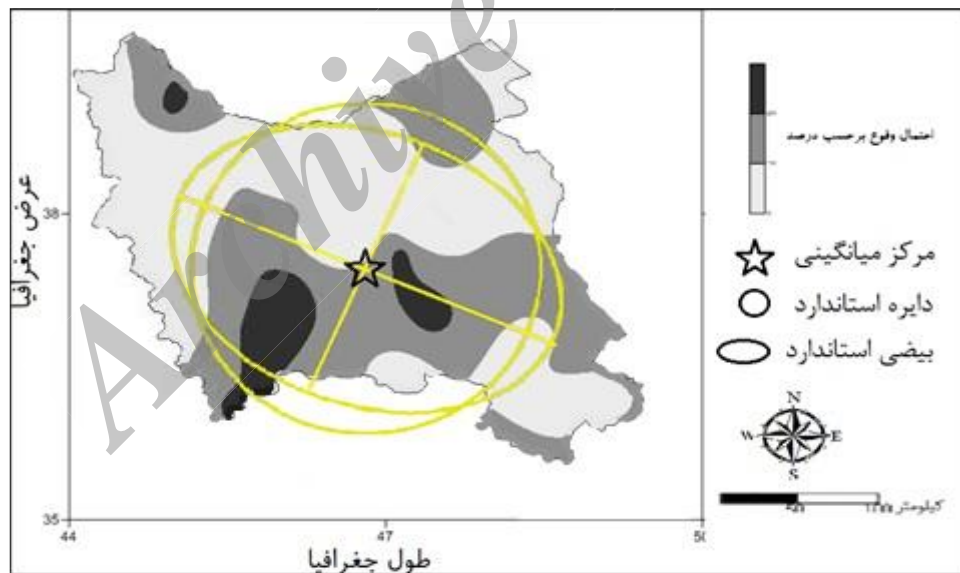 Archive
عرض جغرافیا
38
35
44
47
طول جغرافیا
احتمال وقوع برحسب درصد
مرکز میانگینی
دایره استاندارد
بیضی استاندارد
N
W E
S
کیلومتر